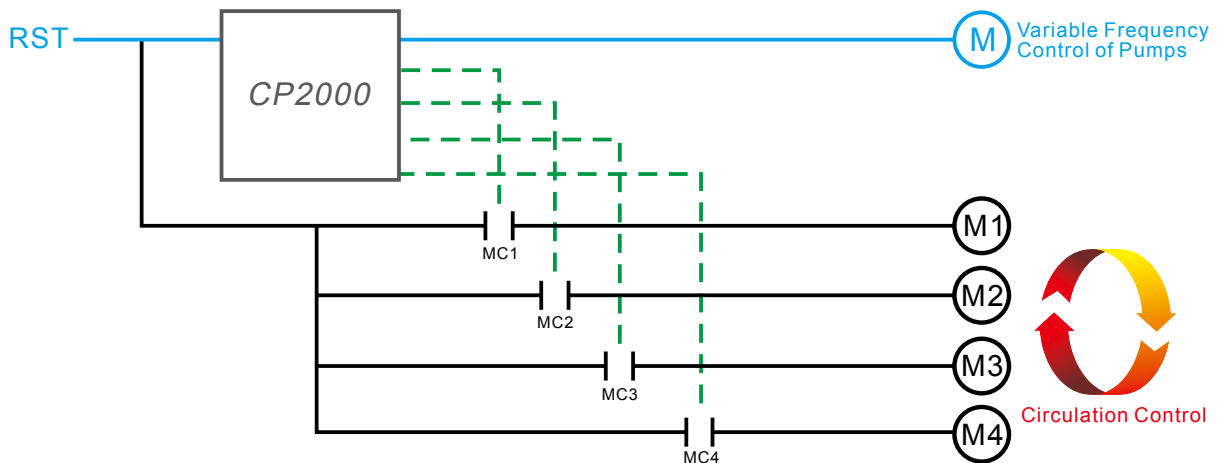 RST
CP2000
M
Variable Frequency
Control of Pumps
MC1
M1
MC2
M2
MC3
M3
Circulation Control
MC4
M4